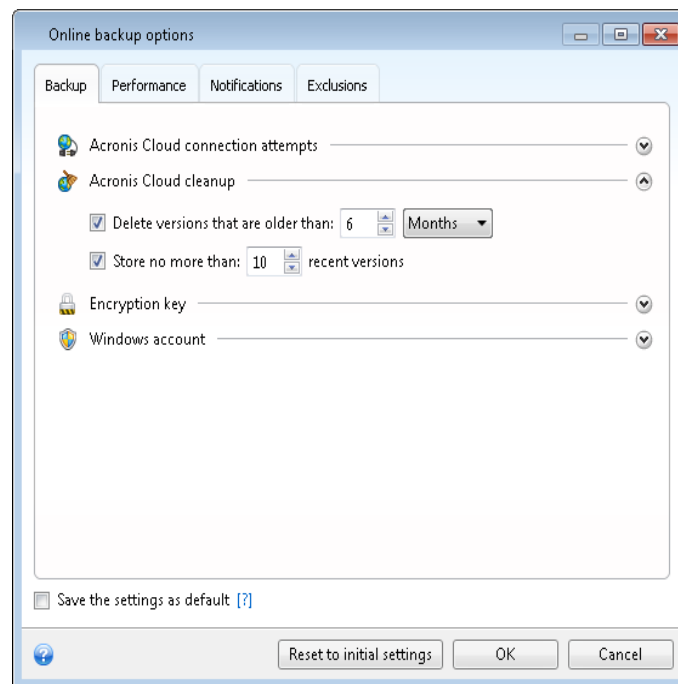 Online backup options
Backup Performance Notifications Exclusions
Acronis Cloud connection attempts
Acronis Cloud cleanup
Delete versions that are older than: 6 Months
Store no more than: 10 recent versions
Encryption key
Windows account
Save the settings as default [?]
? Reset to initial settings OK Cancel